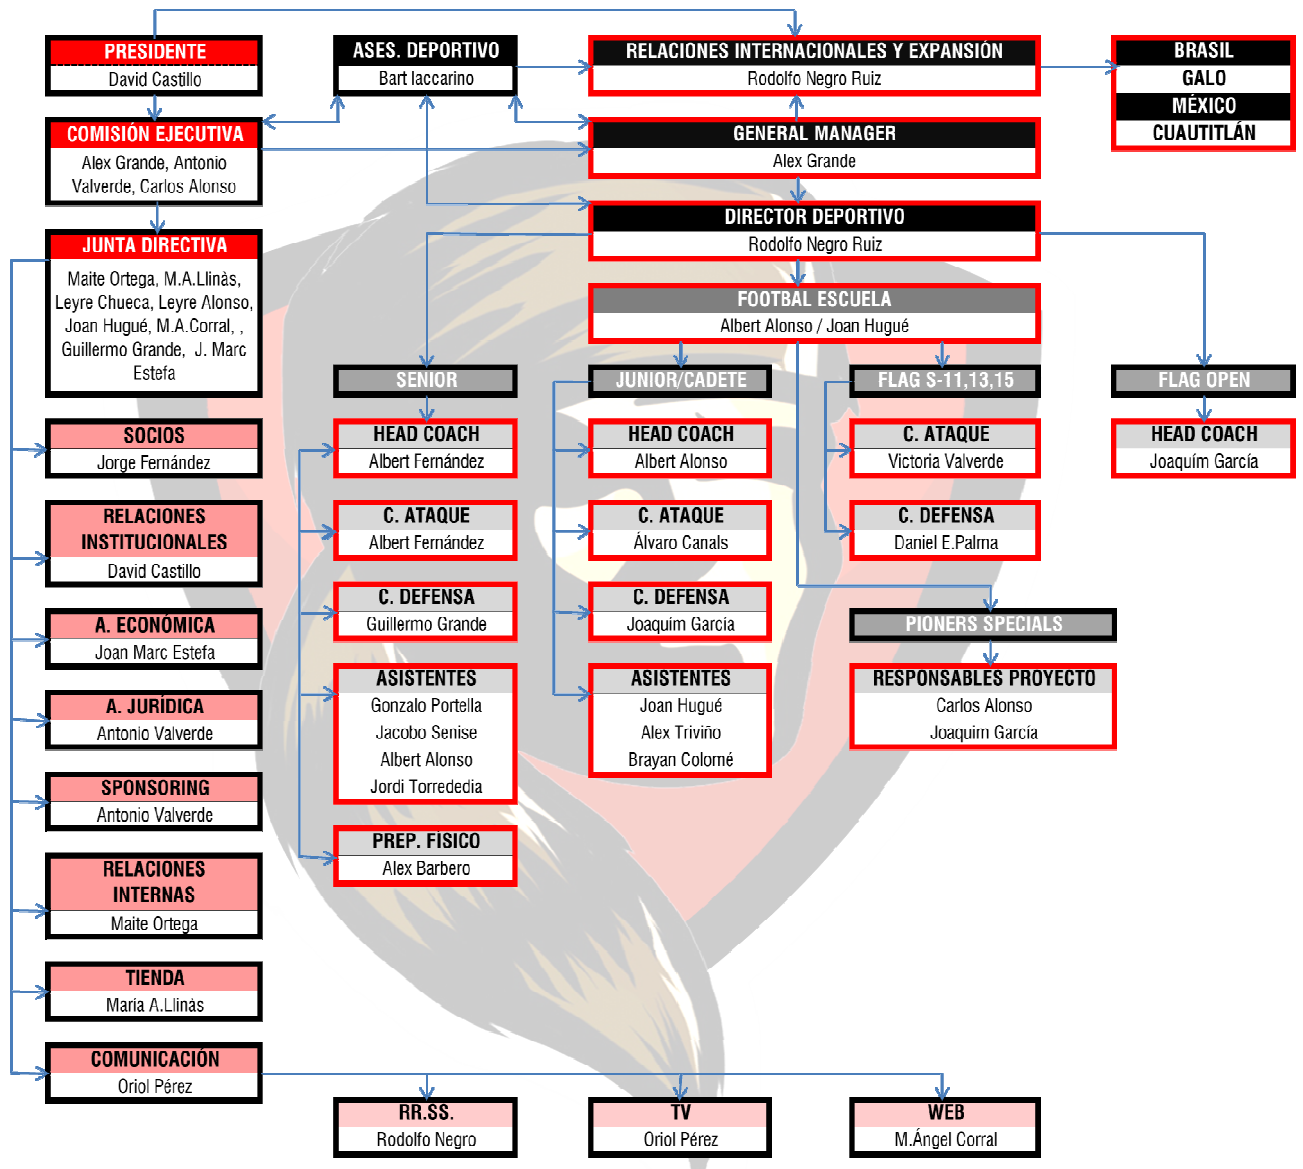 PRESIDENTE
David Castillo
ASES. DEPORTIVO
Bart Iaccarino
RELACIONES INTERNACIONALES Y EXPANSIÓN
Rodolfo Negro Ruiz
BRASIL
GALO
MÉXICO
CUAUTITLÁN
COMISIÓN EJECUTIVA
Alex Grande, Antonio
Valverde, Carlos Alonso
GENERAL MANAGER
Alex Grande
DIRECTOR DEPORTIVO
Rodolfo Negro Ruiz
JUNTA DIRECTIVA
Maite Ortega, M.A.Llinàs,
Leyre Chueca, Leyre Alonso,
Joan Hugué, M.A.Corral, ,
Guillermo Grande, J. Marc
Estefa
FOOTBAL ESCUELA
Albert Alonso / Joan Hugué
SENIOR
JUNIOR/CADETE
FLAG S-11,13,15
FLAG OPEN
SOCIOS
Jorge Fernández
HEAD COACH
Albert Fernández
HEAD COACH
Albert Alonso
C. ATAQUE
Victoria Valverde
HEAD COACH
Joaquím García
RELACIONES
INSTITUCIONALES
David Castillo
C. ATAQUE
Albert Fernández
C. ATAQUE
Álvaro Canals
C. DEFENSA
Daniel E.Palma
C. DEFENSA
Guillermo Grande
C. DEFENSA
Joaquim García
PIONERS SPECIALS
A. ECONÓMICA
Joan Marc Estefa
ASISTENTES
Gonzalo Portella
Jacobo Senise
Albert Alonso
Jordi Torrededia
ASISTENTES
Joan Hugué
Alex Triviño
Brayan Colomé
RESPONSABLES PROYECTO
Carlos Alonso
Joaquim García
A. JURÍDICA
Antonio Valverde
SPONSORING
Antonio Valverde
PREP. FÍSICO
Alex Barbero
RELACIONES
INTERNAS
Maite Ortega
TIENDA
María A.Llinàs
COMUNICACIÓN
Oriol Pérez
RR.SS.
Rodolfo Negro
TV
Oriol Pérez
WEB
M.Ángel Corral